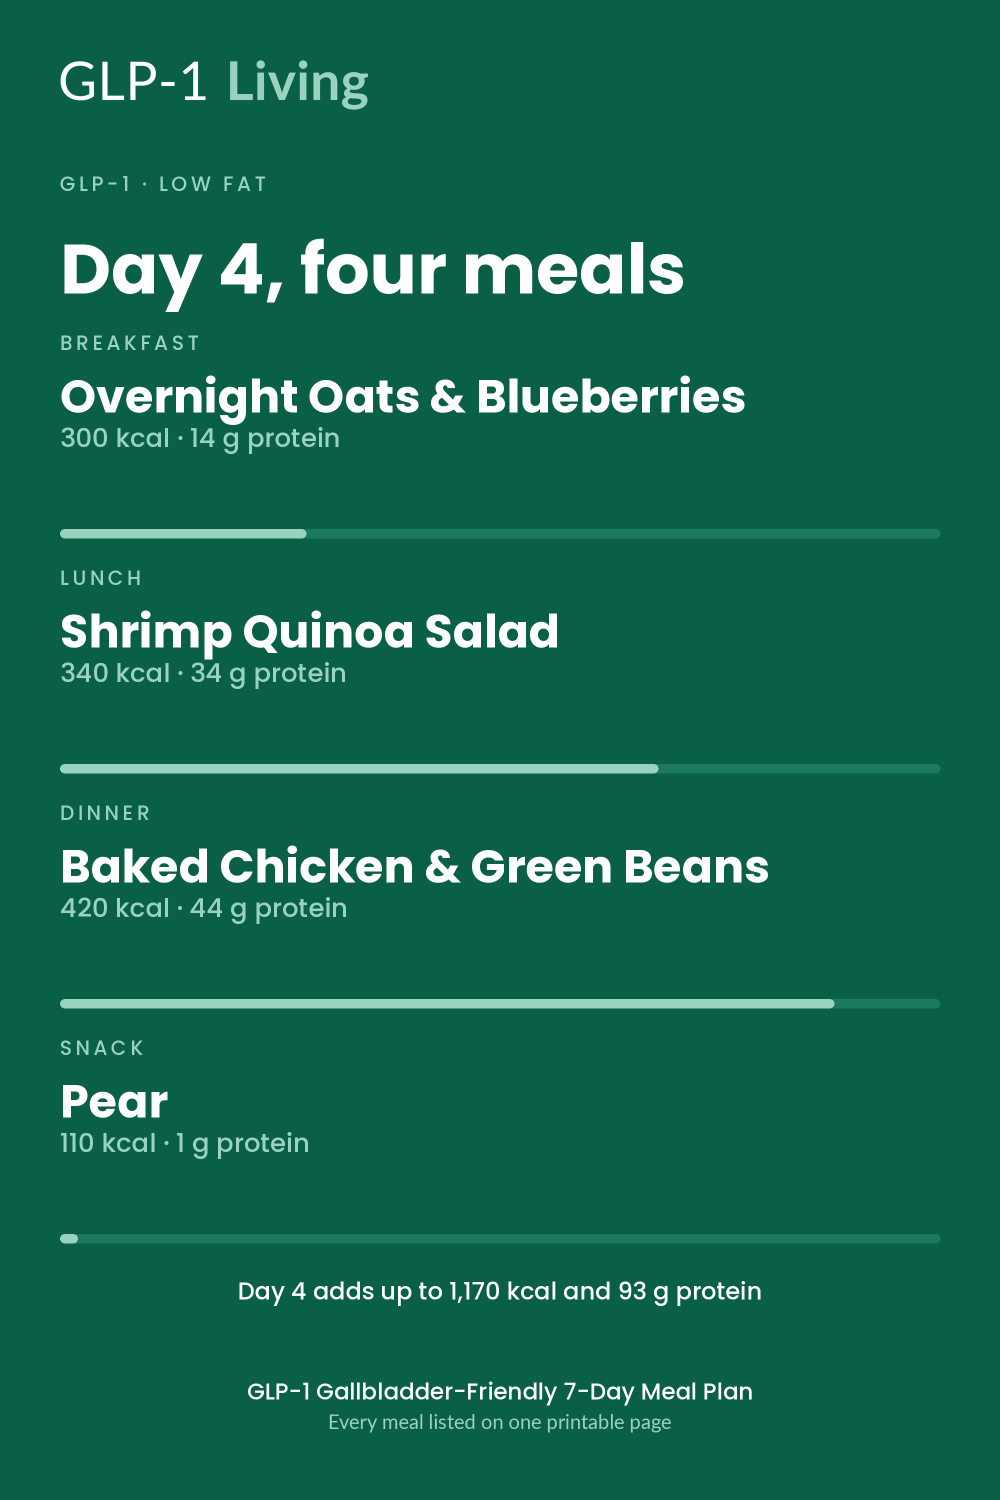 GLP-1 Living
GLP-1 · LOW FAT
Day 4, four meals
BREAKFAST
Overnight Oats & Blueberries
300 kcal · 14 g protein
LUNCH
Shrimp Quinoa Salad
340 kcal · 34 g protein
DINNER
Baked Chicken & Green Beans
420 kcal · 44 g protein
SNACK
Pear
110 kcal · 1 g protein
Day 4 adds up to 1,170 kcal and 93 g protein
GLP-1 Gallbladder-Friendly 7-Day Meal Plan
Every meal listed on one printable page